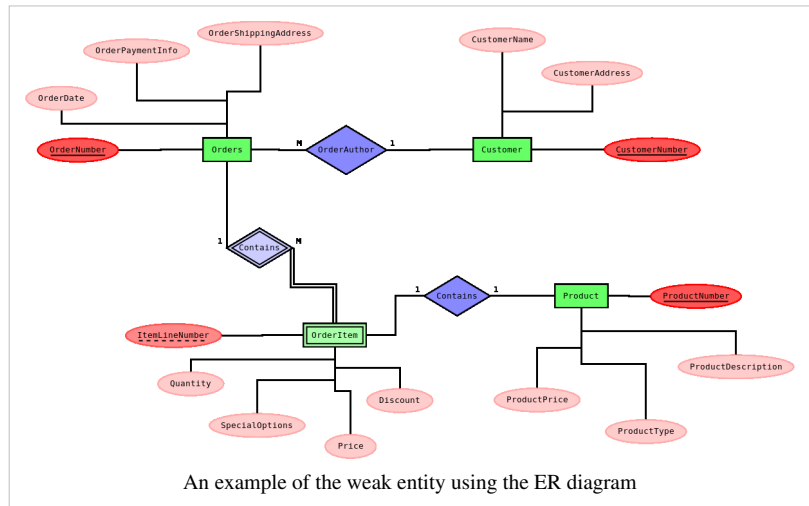 OrderShippingAddress
CustomerName
OrderPaymentInfo
CustomerAddress
OrderDate
OrderNumber
Orders
M
OrderAuthor
1
Customer
CustomerNumber
1
Contains
M
1
Contains
1
Product
ProductNumber
ItemLineNumber
OrderItem
ProductDescription
Quantity
Discount
ProductPrice
SpecialOptions
ProductType
Price
An example of the weak entity using the ER diagram